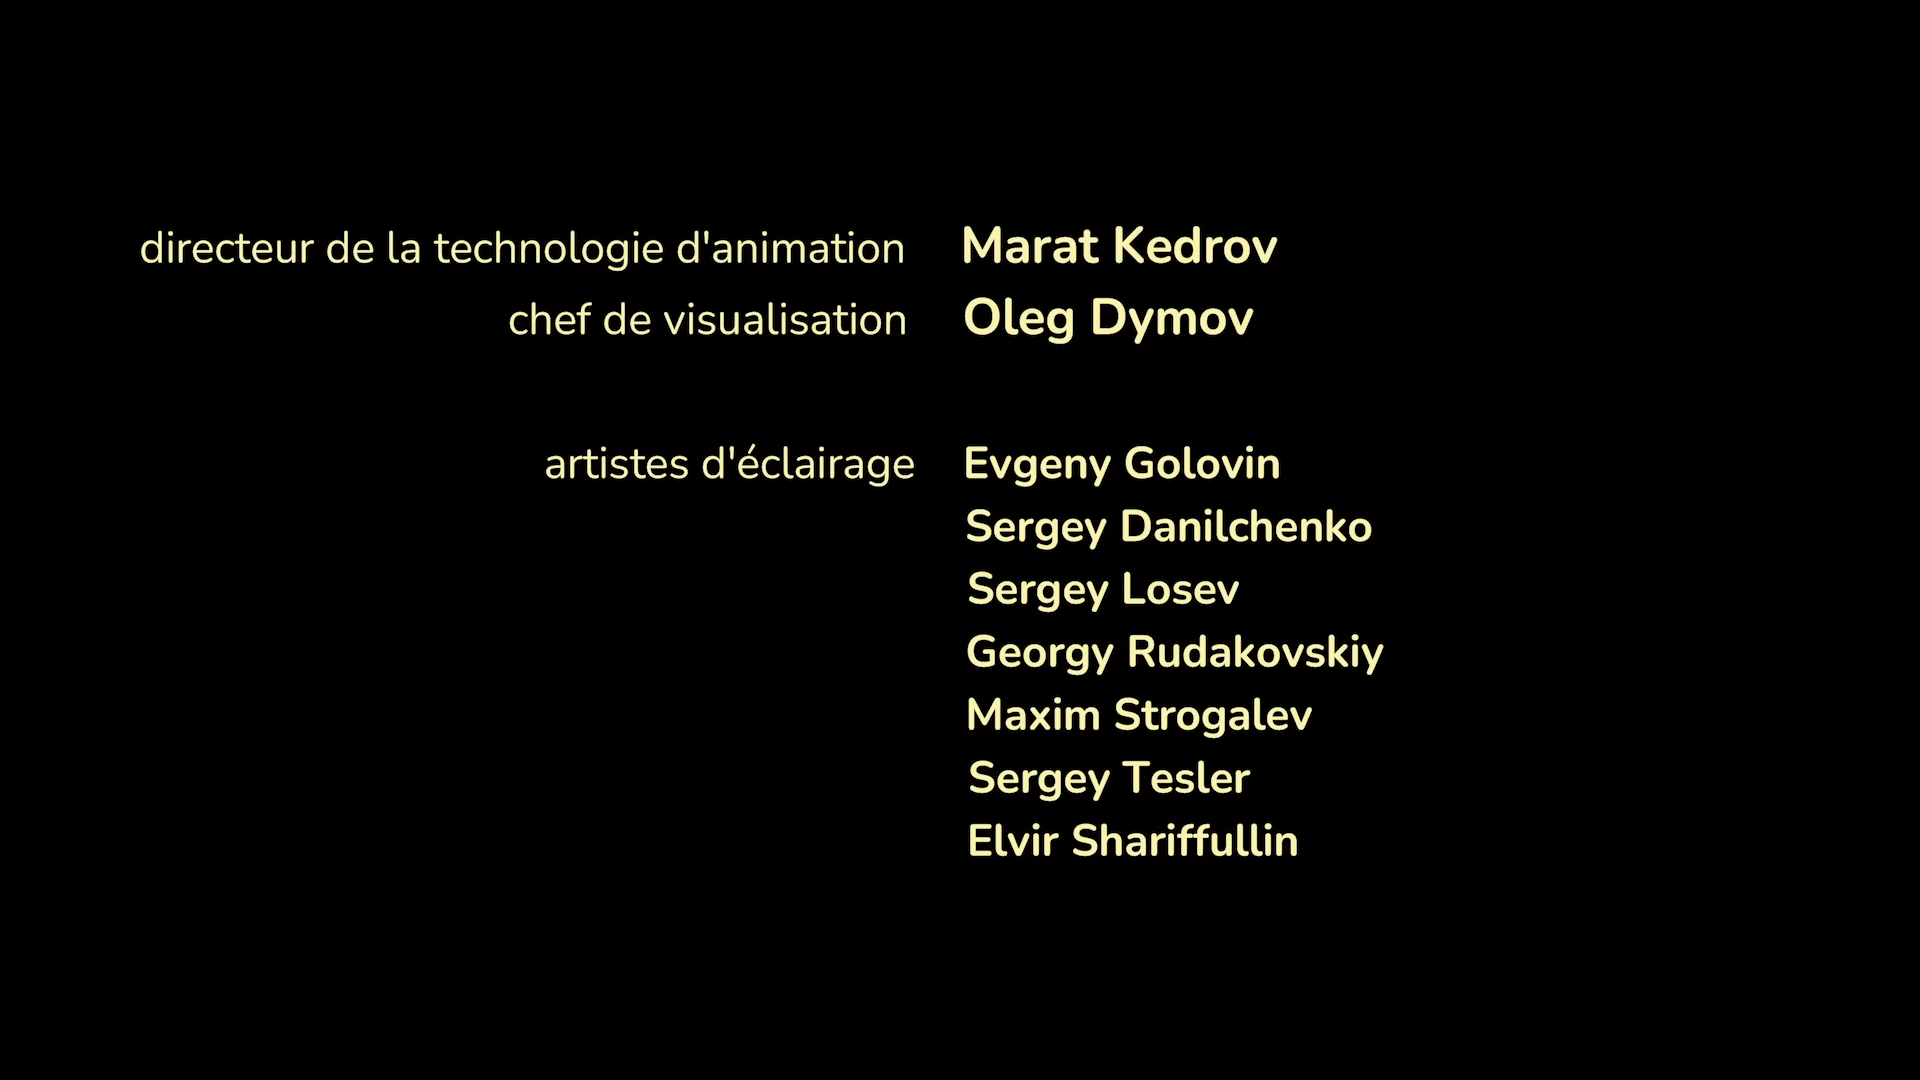 directeur de la technologie d'animation Marat Kedrov
chef de visualisation Oleg Dymov
artistes d'éclairage Evgeny Golovin
Sergey Danilchenko
Sergey Losev
Georgy Rudakovskiy
Maxim Strogalev
Sergey Tesler
Elvir Shariffullin